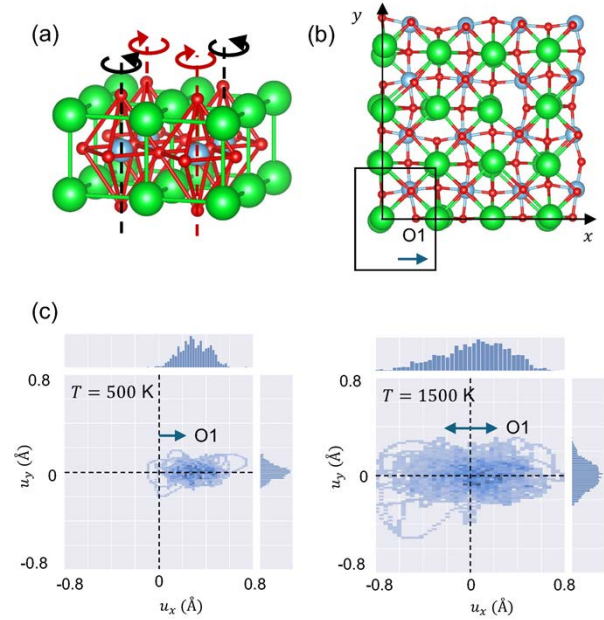 (a)
(b)
y
x
O1
(c)
0.8
T = 500 K
O1
u_y (Å)
0
-0.8
-0.8
0
0.8
u_x (Å)
0.8
T = 1500 K
O1
u_y (Å)
0
-0.8
-0.8
0
0.8
u_x (Å)